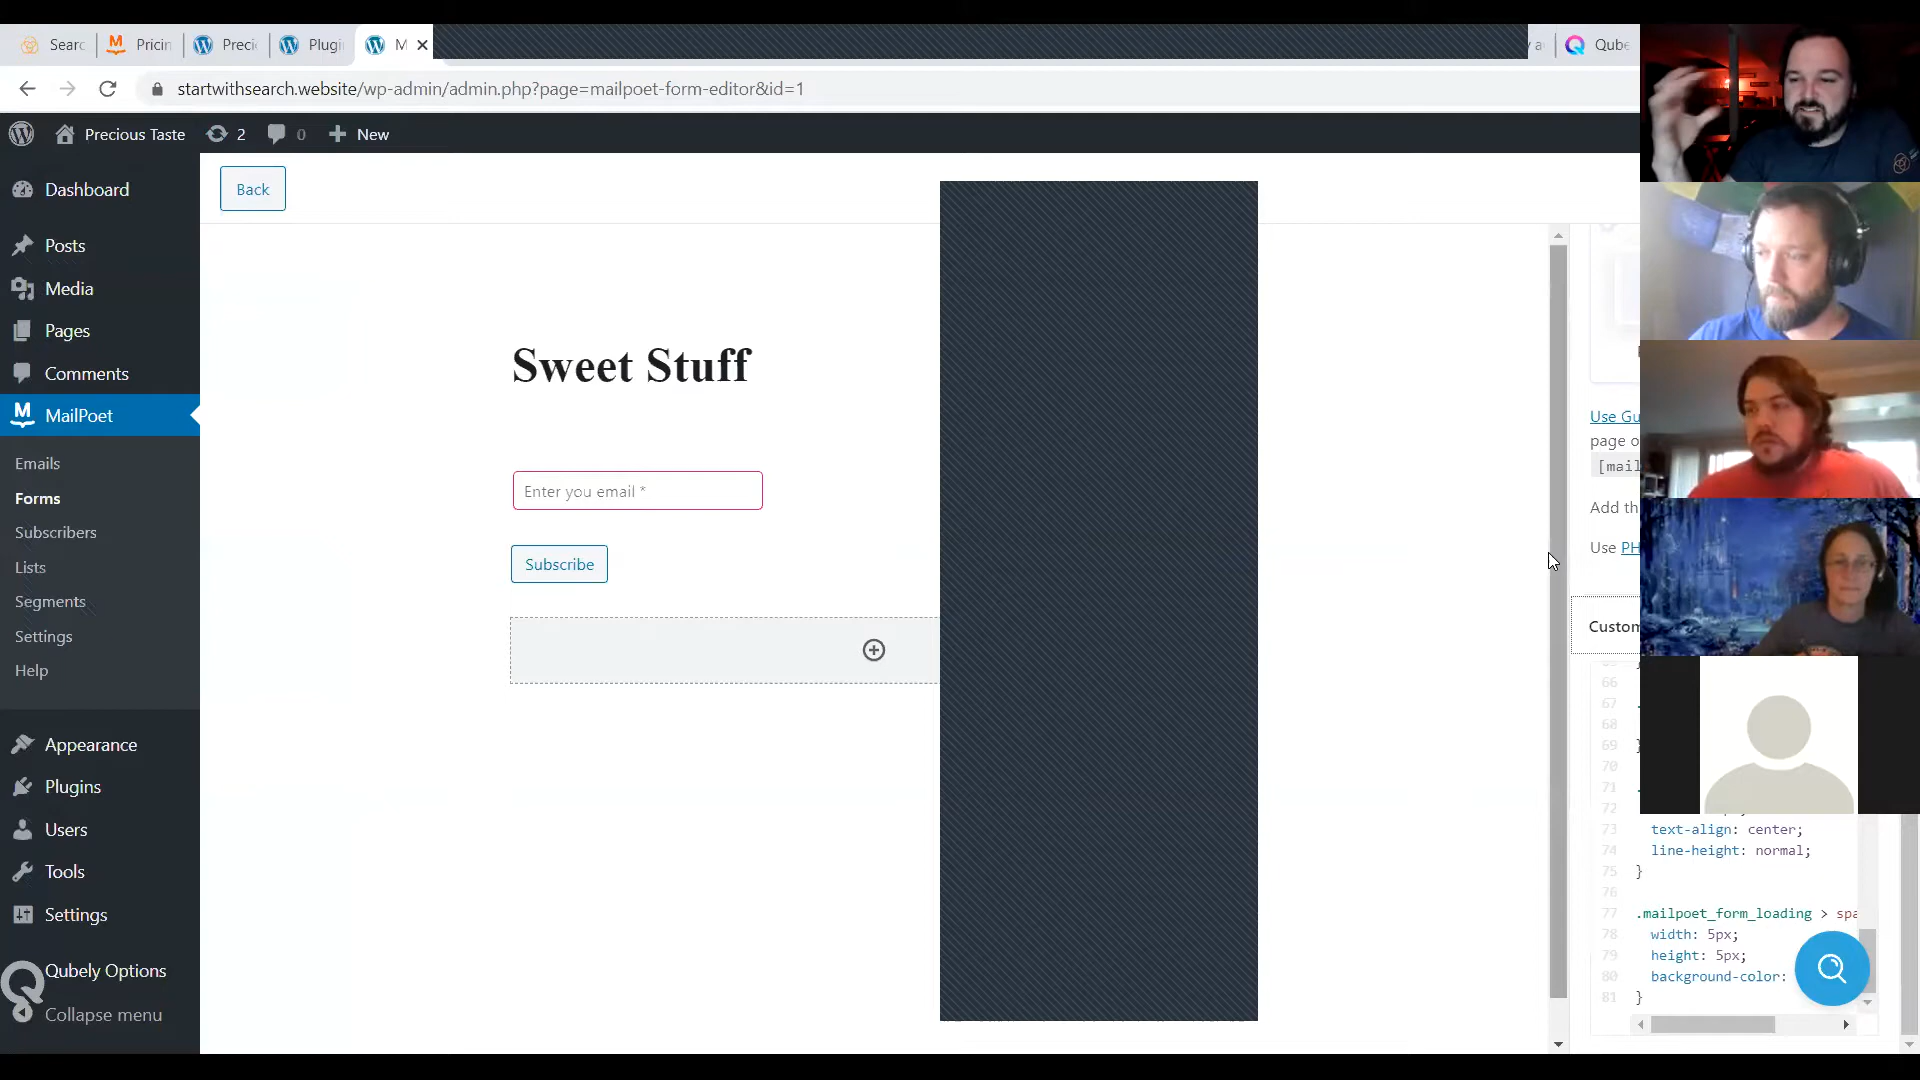 Sear
Pricin
Preci
Plugi
M
Qube
startwithsearch.website/wp-admin/admin.php?page=mailpoet-form-editor&id=1
Precious Taste
2
0
New
Back
Dashboard
Posts
Media
Pages
Comments
MailPoet
Emails
Forms
Subscribers
Lists
Segments
Settings
Help
Appearance
Plugins
Users
Tools
Settings
Qubely Options
Collapse menu
Sweet Stuff
Enter you email *
Subscribe
Use Gu
page o
[mail
Add th
Use PH
Custom
66
67
68
69 }
70
71
72
73 text-align: center;
74 line-height: normal;
75 }
76
77 .mailpoet_form_loading > spa
78 width: 5px;
79 height: 5px;
80 background-color:
81 }